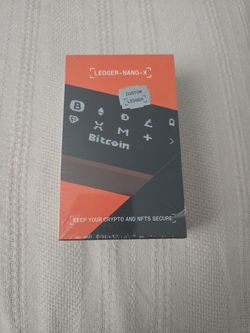 [LEDGER-NANO-X]
CUSTOM
LEDGER
Bitcoin
[KEEP YOUR CRYPTO AND NFTS SECURE]